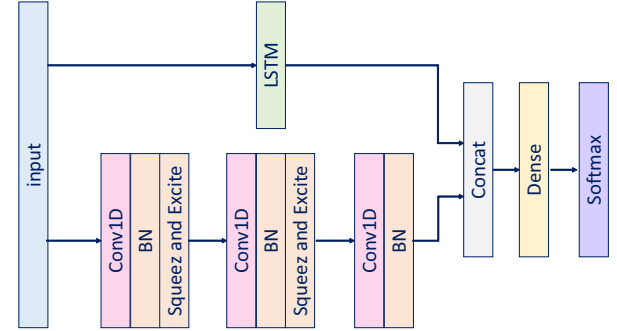 input
LSTM
Conv1D
BN
Squeez and Excite
Conv1D
BN
Squeez and Excite
Conv1D
BN
Concat
Dense
Softmax